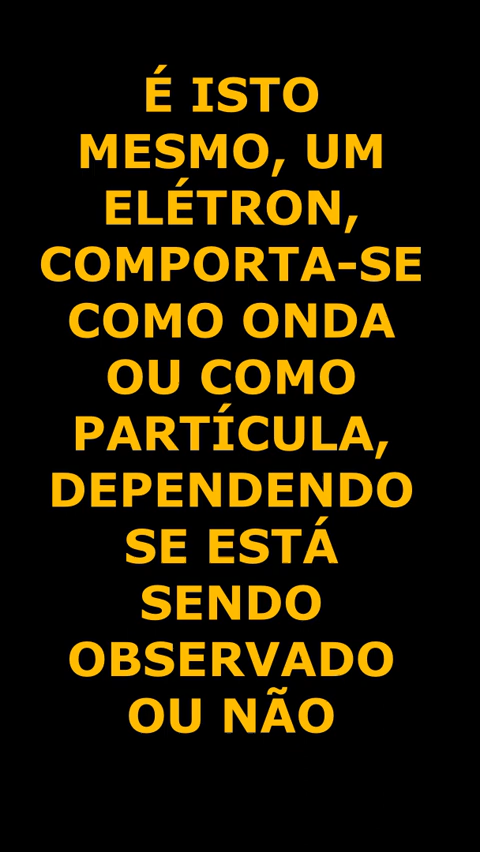 É ISTO
MESMO, UM
ELÉTRON,
COMPORTA-SE
COMO ONDA
OU COMO
PARTÍCULA,
DEPENDENDO
SE ESTÁ
SENDO
OBSERVADO
OU NÃO